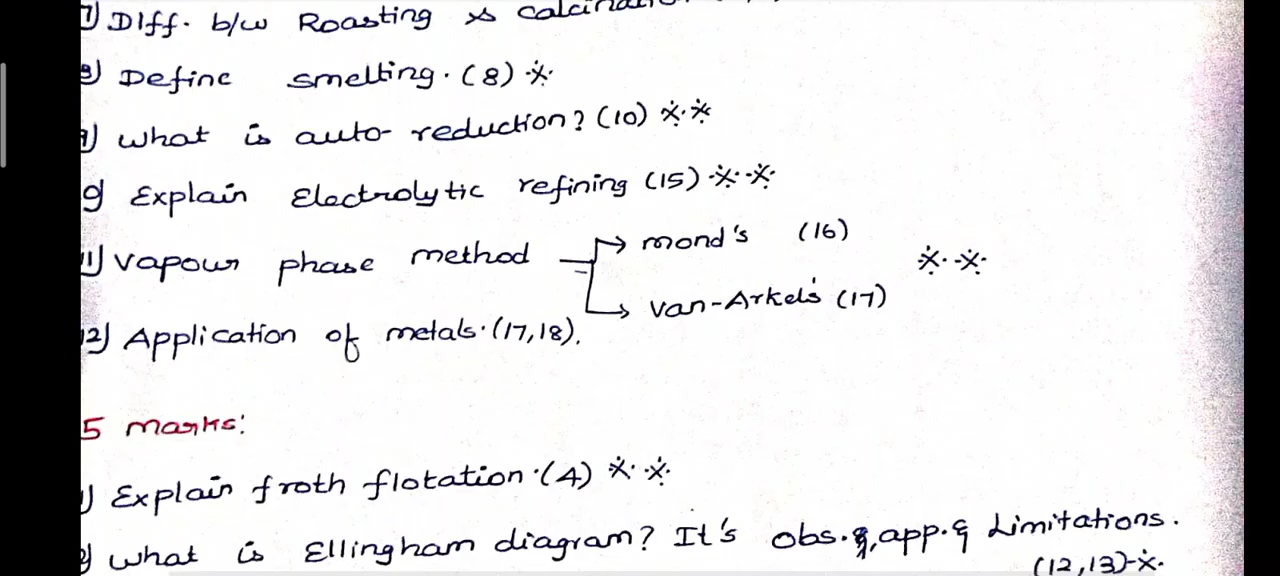 7) Diff. b/w Roasting & calcination
8) Define smelting. (8) ※
9) What is auto-reduction? (10) ※ ※
g Explain Electrolytic refining (15) ※ ※
11) Vapour phase method → mond's (16) ※ ※
→ van-Arkel's (17)
12) Application of metals. (17,18).
5 marks:
1) Explain froth flotation. (4) ※ ※
2) What is Ellingham diagram? It's obs. &, app. & Limitations.
(12,13)-※